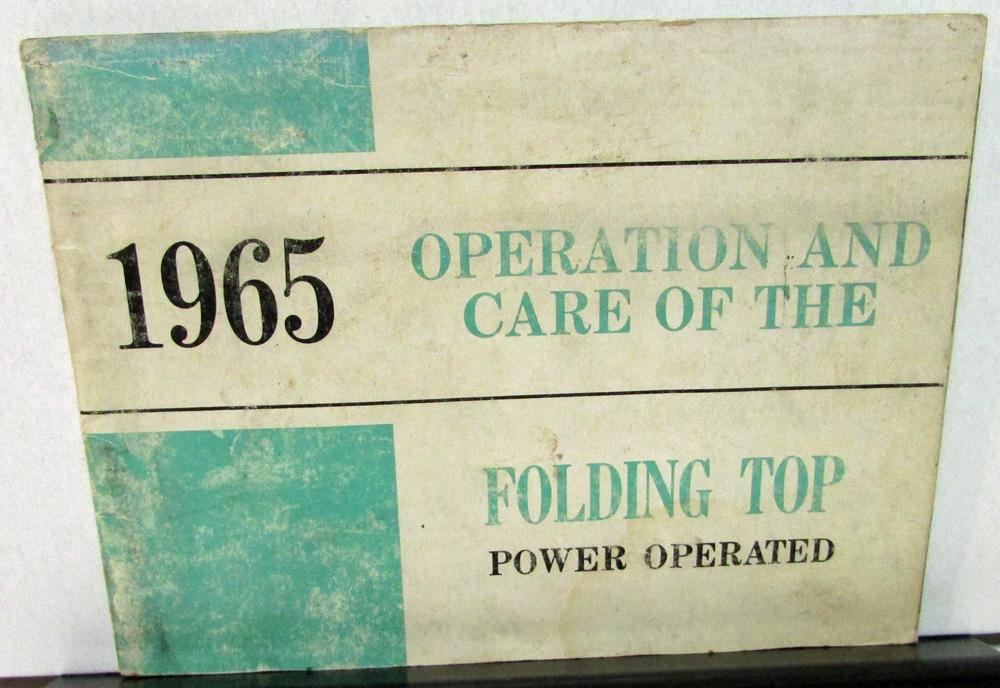 1965
OPERATION AND
CARE OF THE
FOLDING TOP
POWER OPERATED